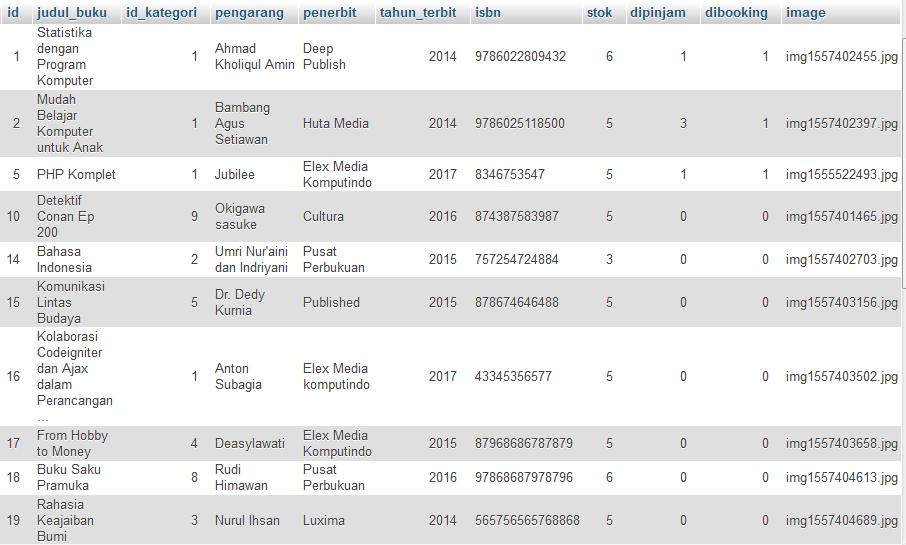 id judul_buku id_kategori pengarang penerbit tahun_terbit isbn stok dipinjam dibooking image
1 Statistika dengan Program Komputer 1 Ahmad Kholiqul Amin Deep Publish 2014 9786022809432 6 1 1 img1557402455.jpg
2 Mudah Belajar Komputer untuk Anak 1 Bambang Agus Setiawan Huta Media 2014 9786025118500 5 3 1 img1557402397.jpg
5 PHP Komplet 1 Jubilee Elex Media Komputindo 2017 8346753547 5 1 1 img1555522493.jpg
10 Detektif Conan Ep 200 9 Okigawa sasuke Cultura 2016 874387583987 5 0 0 img1557401465.jpg
14 Bahasa Indonesia 2 Umri Nur'aini dan Indriyani Pusat Perbukuan 2015 757254724884 3 0 0 img1557402703.jpg
15 Komunikasi Lintas Budaya 5 Dr. Dedy Kurnia Published 2015 878674646488 5 0 0 img1557403156.jpg
16 Kolaborasi Codeigniter dan Ajax dalam Perancangan ... 1 Anton Subagia Elex Media komputindo 2017 43345356577 5 0 0 img1557403502.jpg
17 From Hobby to Money 4 Deasylawati Elex Media Komputindo 2015 87968686787879 5 0 0 img1557403658.jpg
18 Buku Saku Pramuka 8 Rudi Himawan Pusat Perbukuan 2016 97868687978796 6 0 0 img1557404613.jpg
19 Rahasia Keajaiban Bumi 3 Nurul Ihsan Luxima 2014 565756565768868 5 0 0 img1557404689.jpg